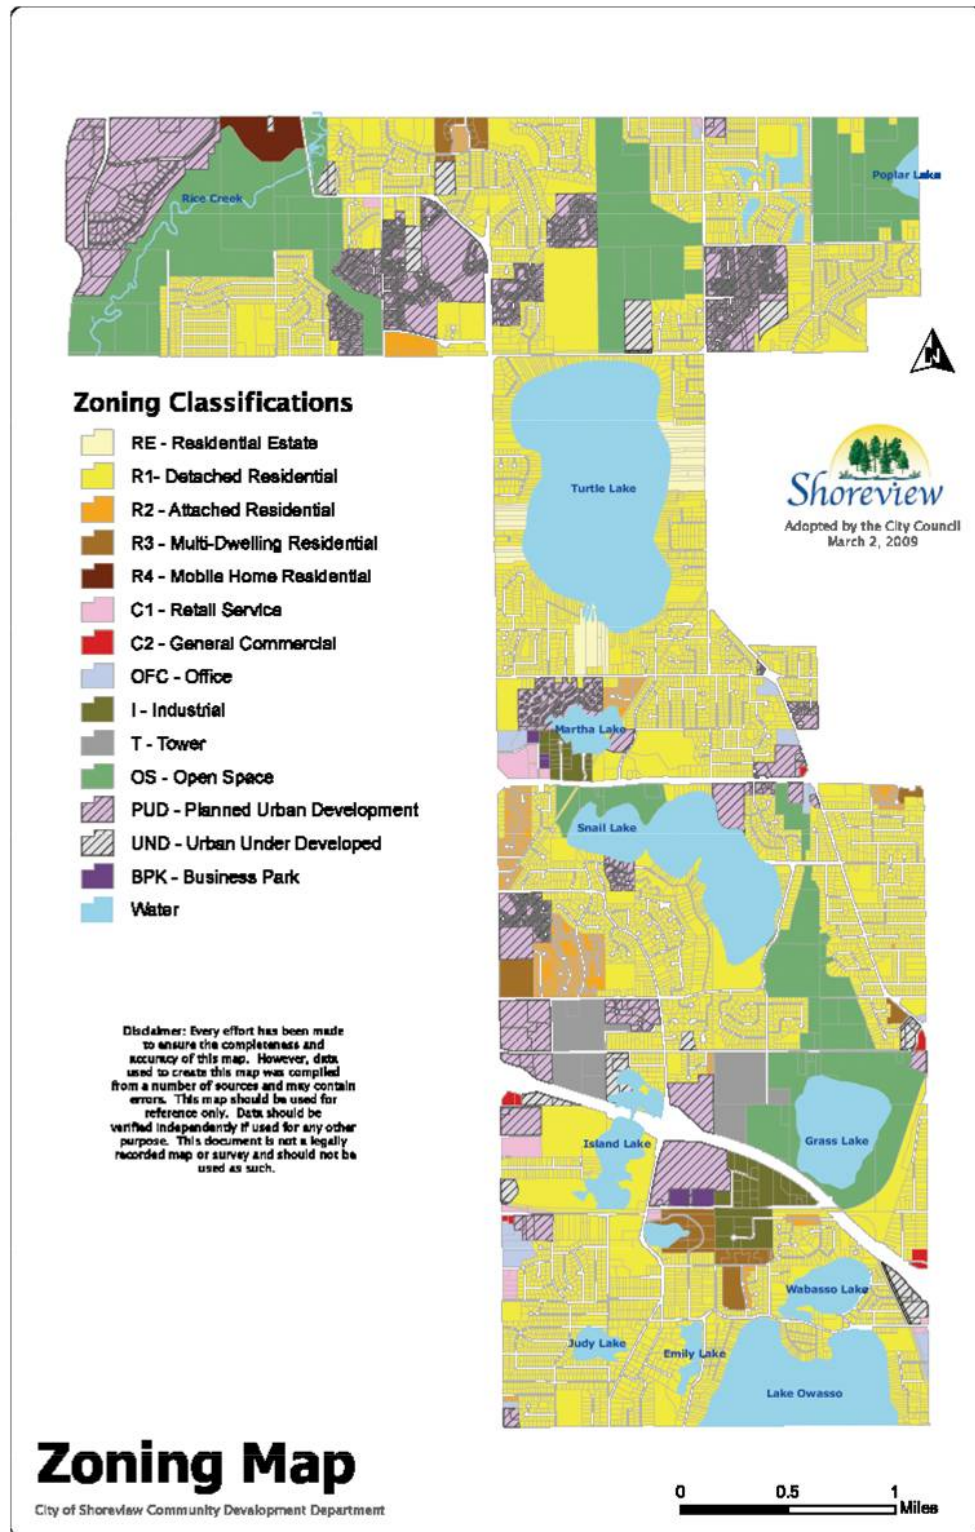 Rice Creek
Poplar Lake
N
Zoning Classifications
RE - Residential Estate
R1- Detached Residential
R2 - Attached Residential
R3 - Multi-Dwelling Residential
R4 - Mobile Home Residential
C1 - Retail Service
C2 - General Commercial
OFC - Office
I - Industrial
T - Tower
OS - Open Space
PUD - Planned Urban Development
UND - Urban Under Developed
BPK - Business Park
Water
Turtle Lake
Shoreview
Adopted by the City Council
March 2, 2009
Martha Lake
Snail Lake
Island Lake
Grass Lake
Wabasso Lake
Judy Lake
Emily Lake
Lake Owasso
Disclaimer: Every effort has been made
to ensure the completeness and
accuracy of this map. However, data
used to create this map was compiled
from a number of sources and may contain
errors. This map should be used for
reference only. Data should be
verified independently if used for any other
purpose. This document is not a legally
recorded map or survey and should not be
used as such.
Zoning Map
City of Shoreview Community Development Department
0 0.5 1
Miles